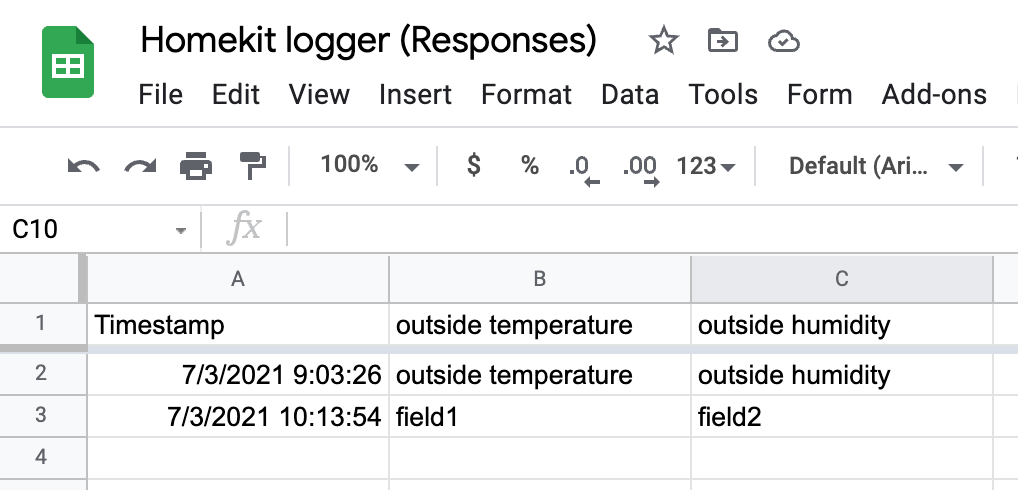 Homekit logger (Responses)
File Edit View Insert Format Data Tools Form Add-ons
100% $ % .0 .00 123 Default (Ari...
C10 fx
A B C
1 Timestamp outside temperature outside humidity
2 7/3/2021 9:03:26 outside temperature outside humidity
3 7/3/2021 10:13:54 field1 field2
4